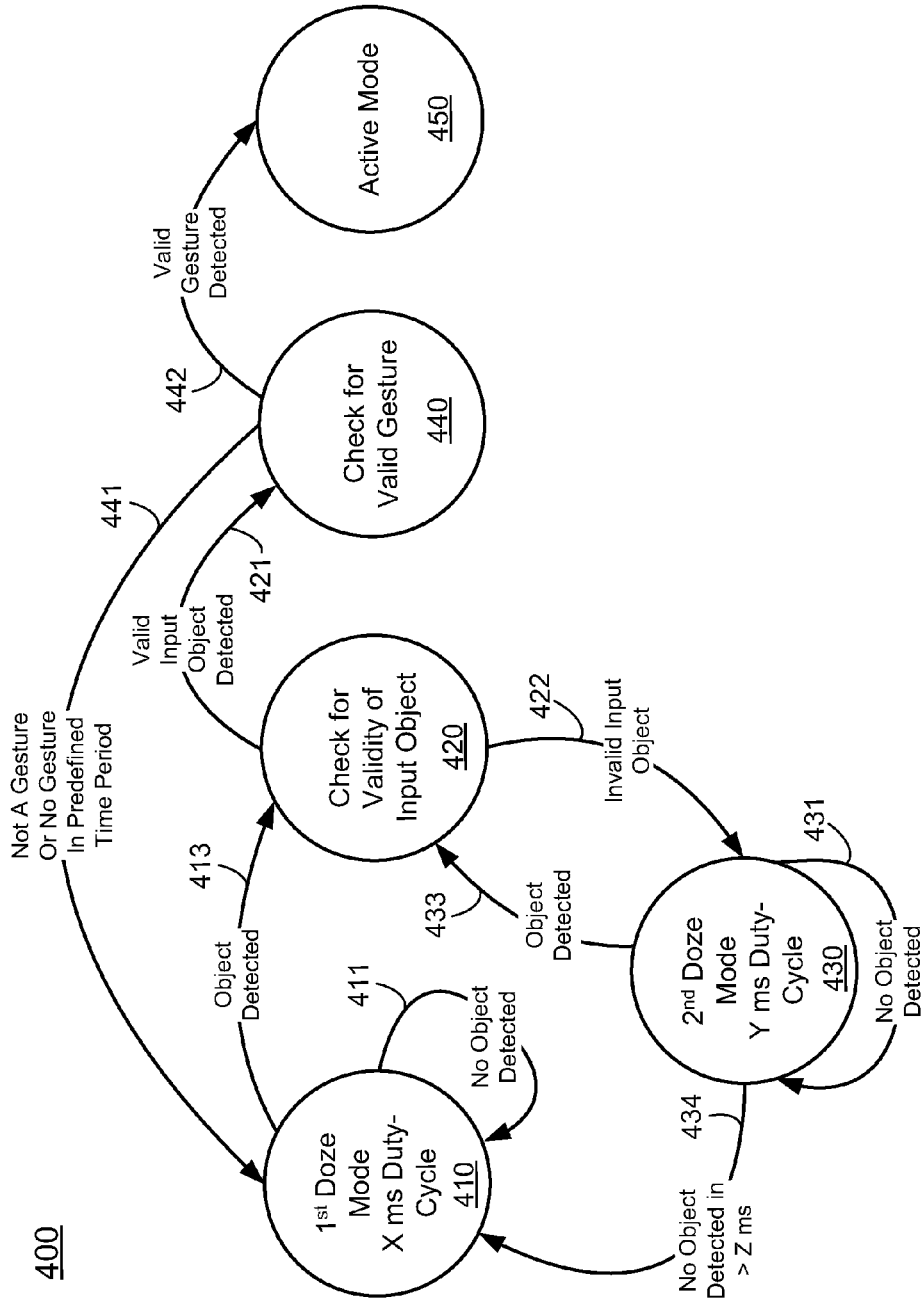 400
Not A Gesture
Or No Gesture
In Predefined
Time Period
441
Valid
Gesture
Detected
442
Valid
Input
Object
Detected
421
Object
Detected
413
1st Doze
Mode
X ms Duty-
Cycle
410
411
No Object
Detected
Check for
Validity of
Input Object
420
Check for
Valid Gesture
440
Active Mode
450
422
Invalid Input
Object
433
Object
Detected
2nd Doze
Mode
Y ms Duty-
Cycle
430
431
No Object
Detected
434
No Object
Detected in
> Z ms